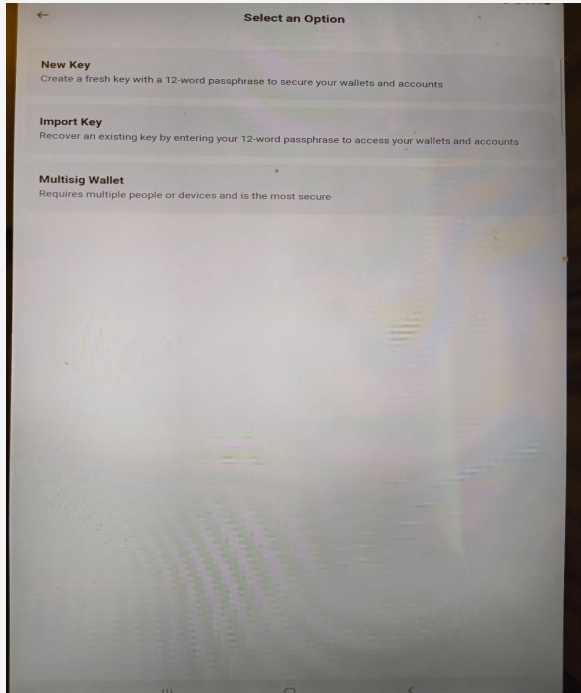 Select an Option
New Key
Create a fresh key with a 12-word passphrase to secure your wallets and accounts
Import Key
Recover an existing key by entering your 12-word passphrase to access your wallets and accounts
Multisig Wallet
Requires multiple people or devices and is the most secure